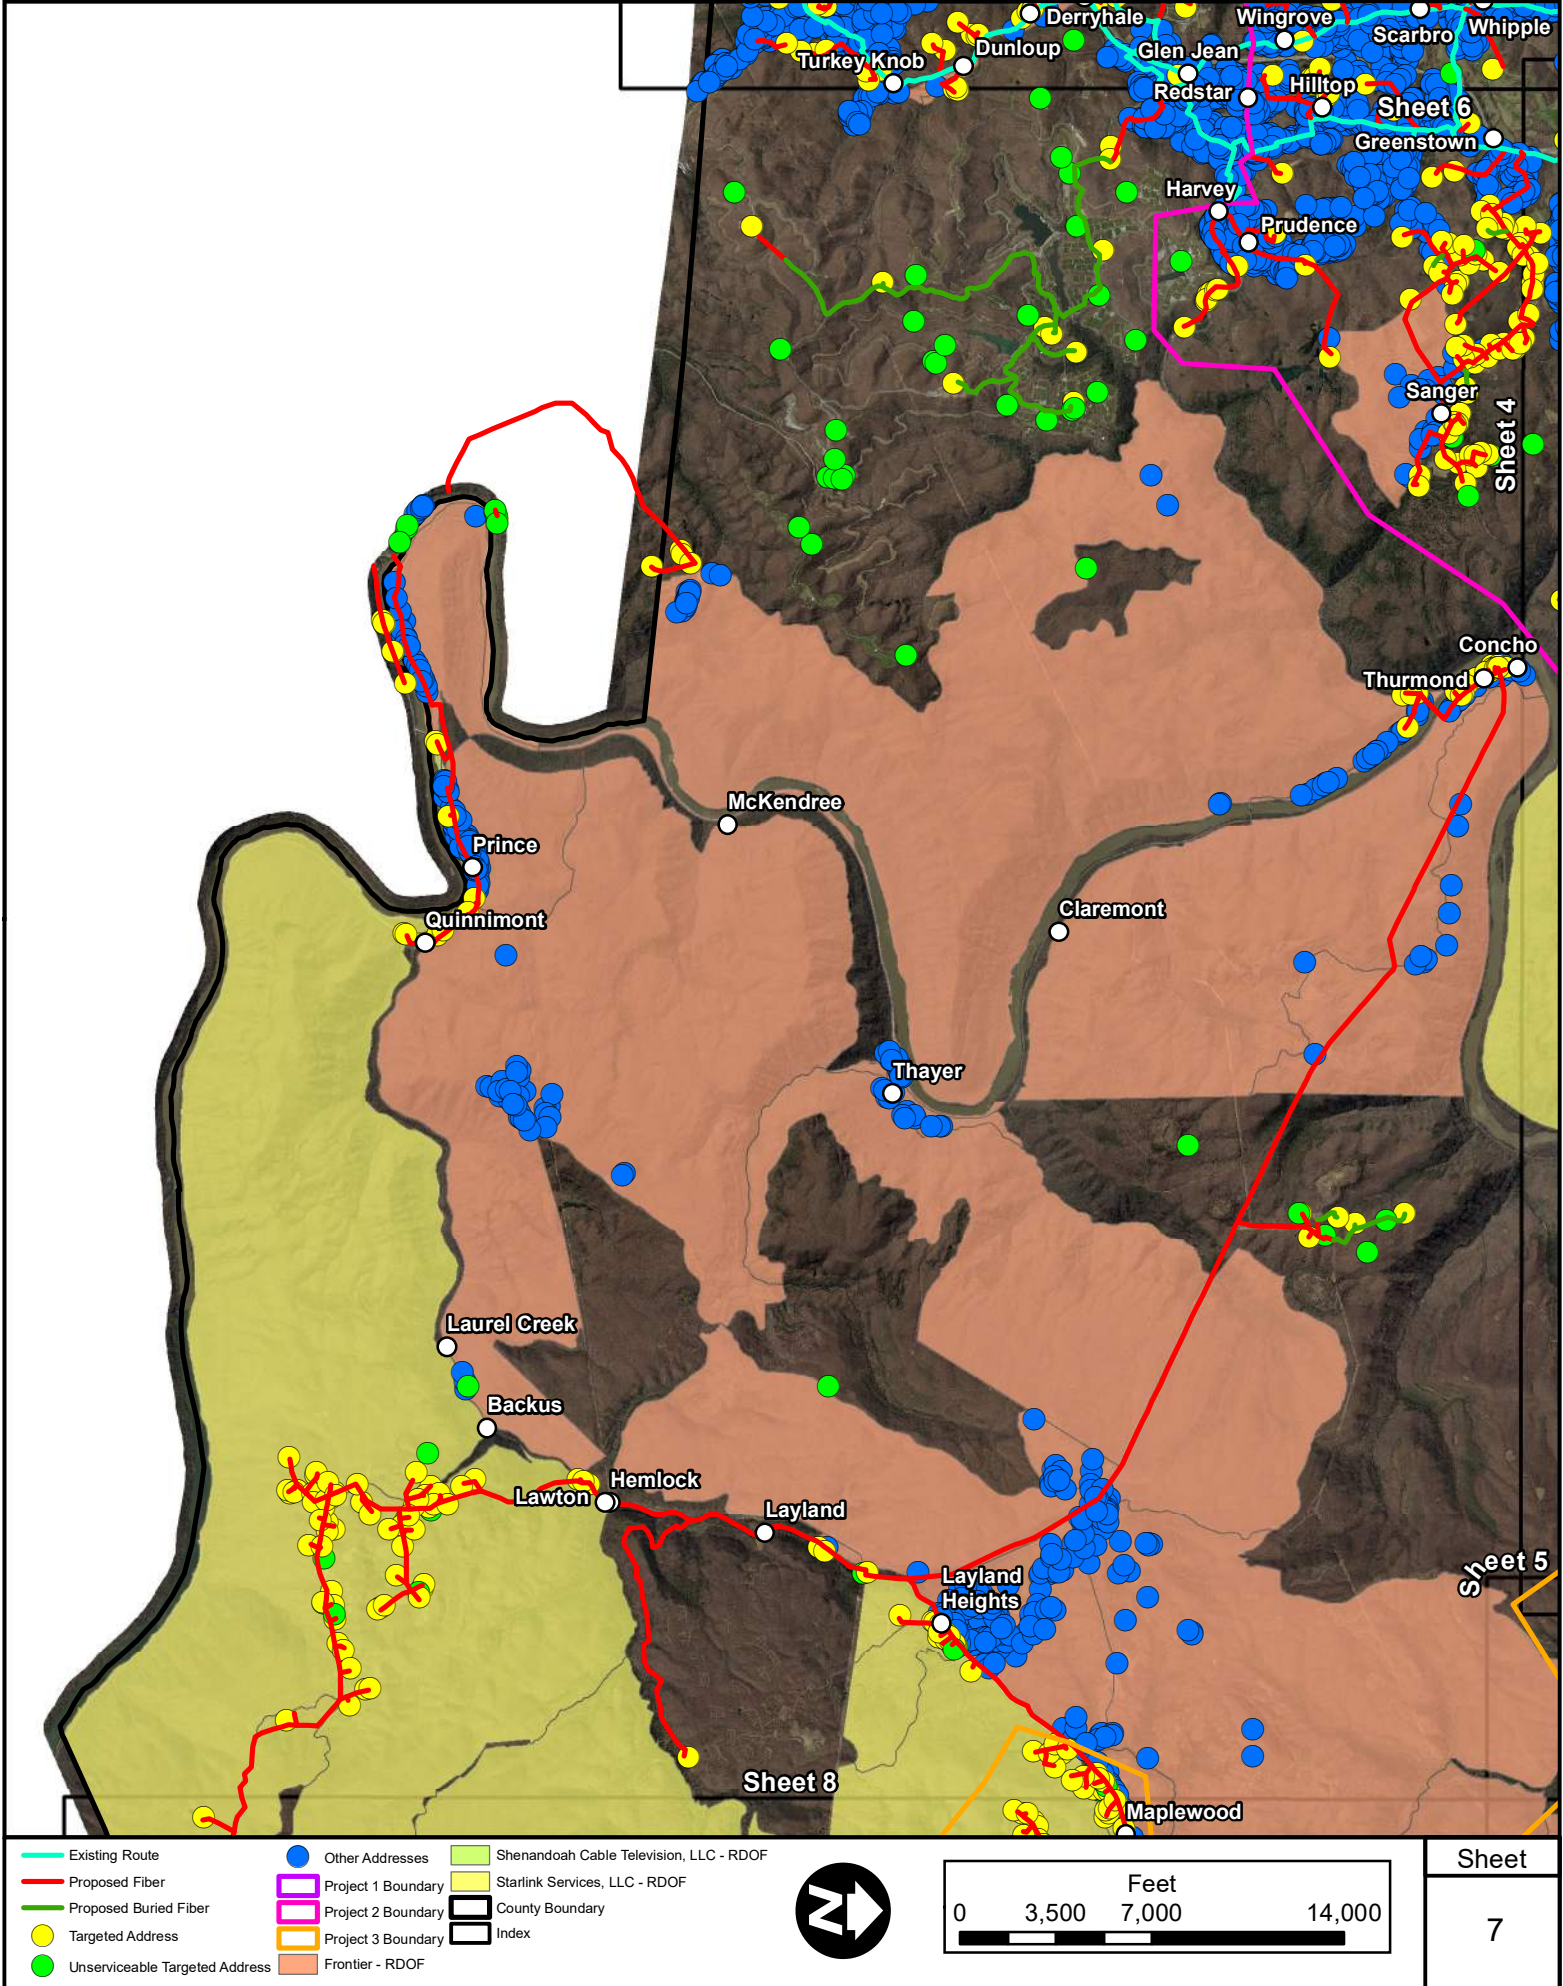 Derryhale
Wingrove
Scarbro
Whipple
Turkey Knob
Dunloup
Glen Jean
Redstar
Hilltop
Sheet 6
Greenstown
Harvey
Prudence
Sanger
Sheet 4
Concho
Thurmond
McKendree
Prince
Claremont
Quinnimont
Thayer
Laurel Creek
Backus
Hemlock
Lawton
Layland
Layland
Heights
Sheet 5
Sheet 8
Maplewood
Existing Route
Proposed Fiber
Proposed Buried Fiber
Targeted Address
Unserviceable Targeted Address
Other Addresses
Project 1 Boundary
Project 2 Boundary
Project 3 Boundary
Frontier - RDOF
Shenandoah Cable Television, LLC - RDOF
Starlink Services, LLC - RDOF
County Boundary
Index
N
Feet
0 3,500 7,000 14,000
Sheet
7